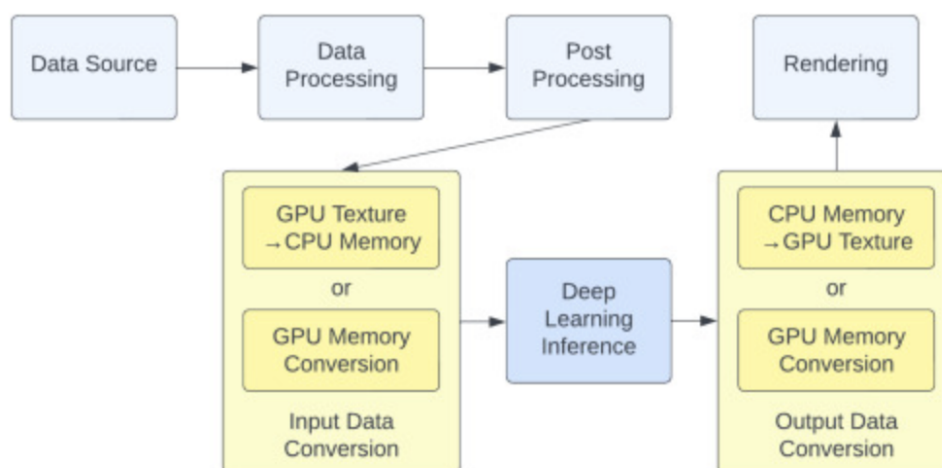 Data Source
Data
Processing
Post
Processing
Rendering
GPU Texture
→CPU Memory
or
GPU Memory
Conversion
Input Data
Conversion
Deep
Learning
Inference
CPU Memory
→GPU Texture
or
GPU Memory
Conversion
Output Data
Conversion